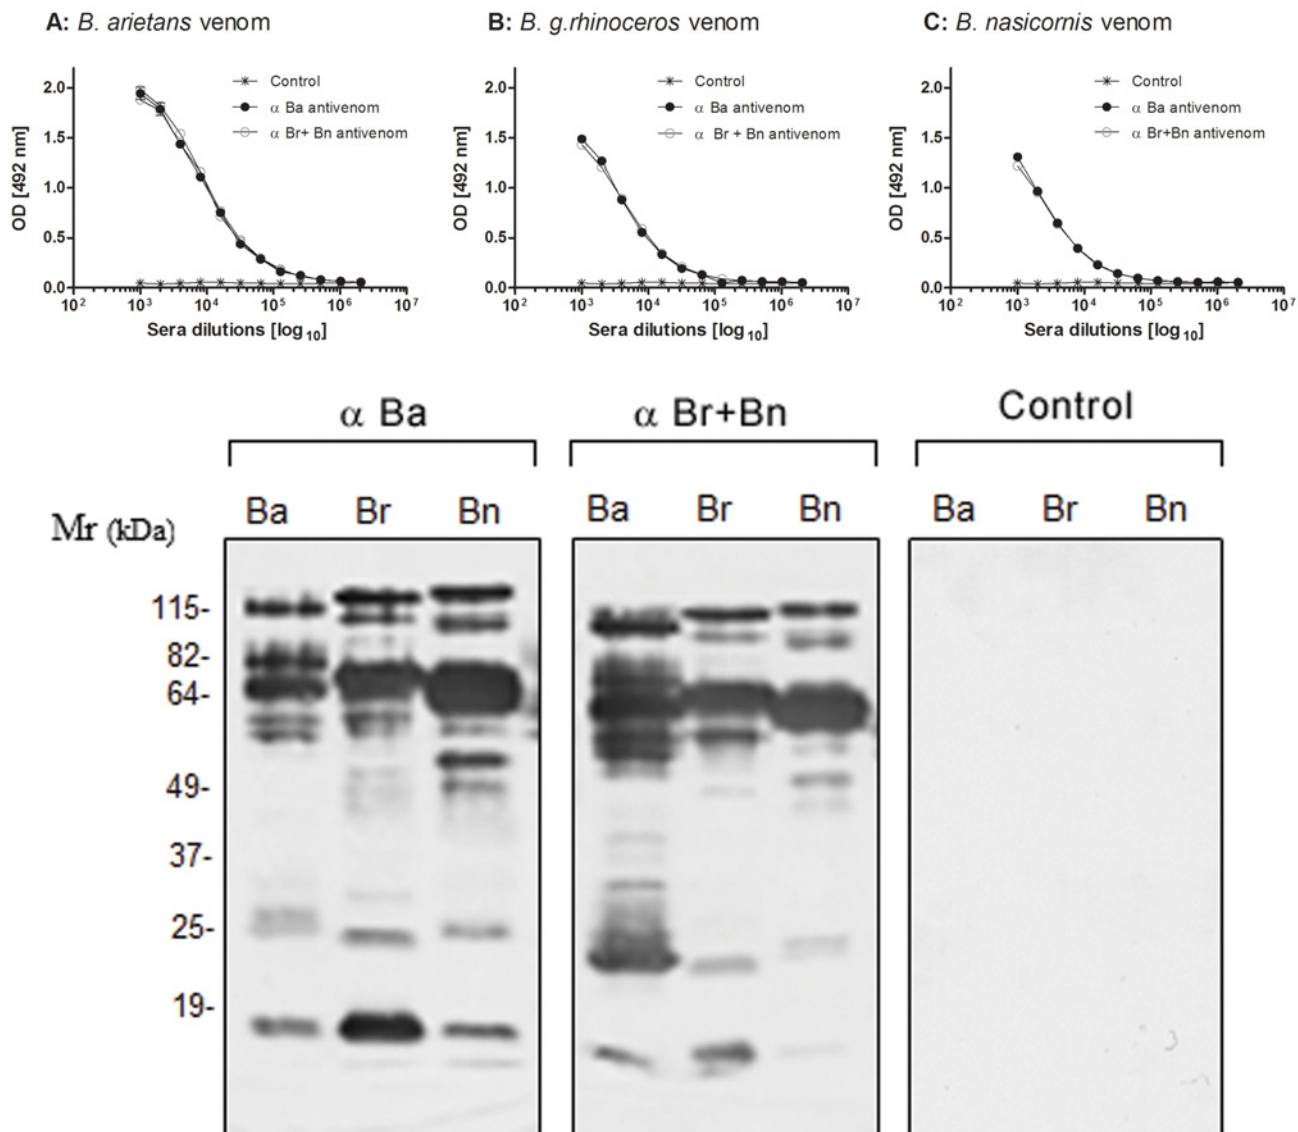 A: B. arietans venom
B: B. g.rhinoceros venom
C: B. nasicornis venom
OD [492 nm]
2.0
1.5
1.0
0.5
0.0
Control
α Ba antivenom
α Br+ Bn antivenom
10² 10³ 10⁴ 10⁵ 10⁶ 10⁷
Sera dilutions [log₁₀]
OD [492 nm]
2.0
1.5
1.0
0.5
0.0
Control
α Ba antivenom
α Br + Bn antivenom
10² 10³ 10⁴ 10⁵ 10⁶ 10⁷
Sera dilutions [log₁₀]
OD [492 nm]
2.0
1.5
1.0
0.5
0.0
Control
α Ba antivenom
α Br+Bn antivenom
10² 10³ 10⁴ 10⁵ 10⁶ 10⁷
Sera dilutions [log₁₀]
α Ba
α Br+Bn
Control
Mr (kDa)
Ba Br Bn
Ba Br Bn
Ba Br Bn
115-
82-
64-
49-
37-
25-
19-